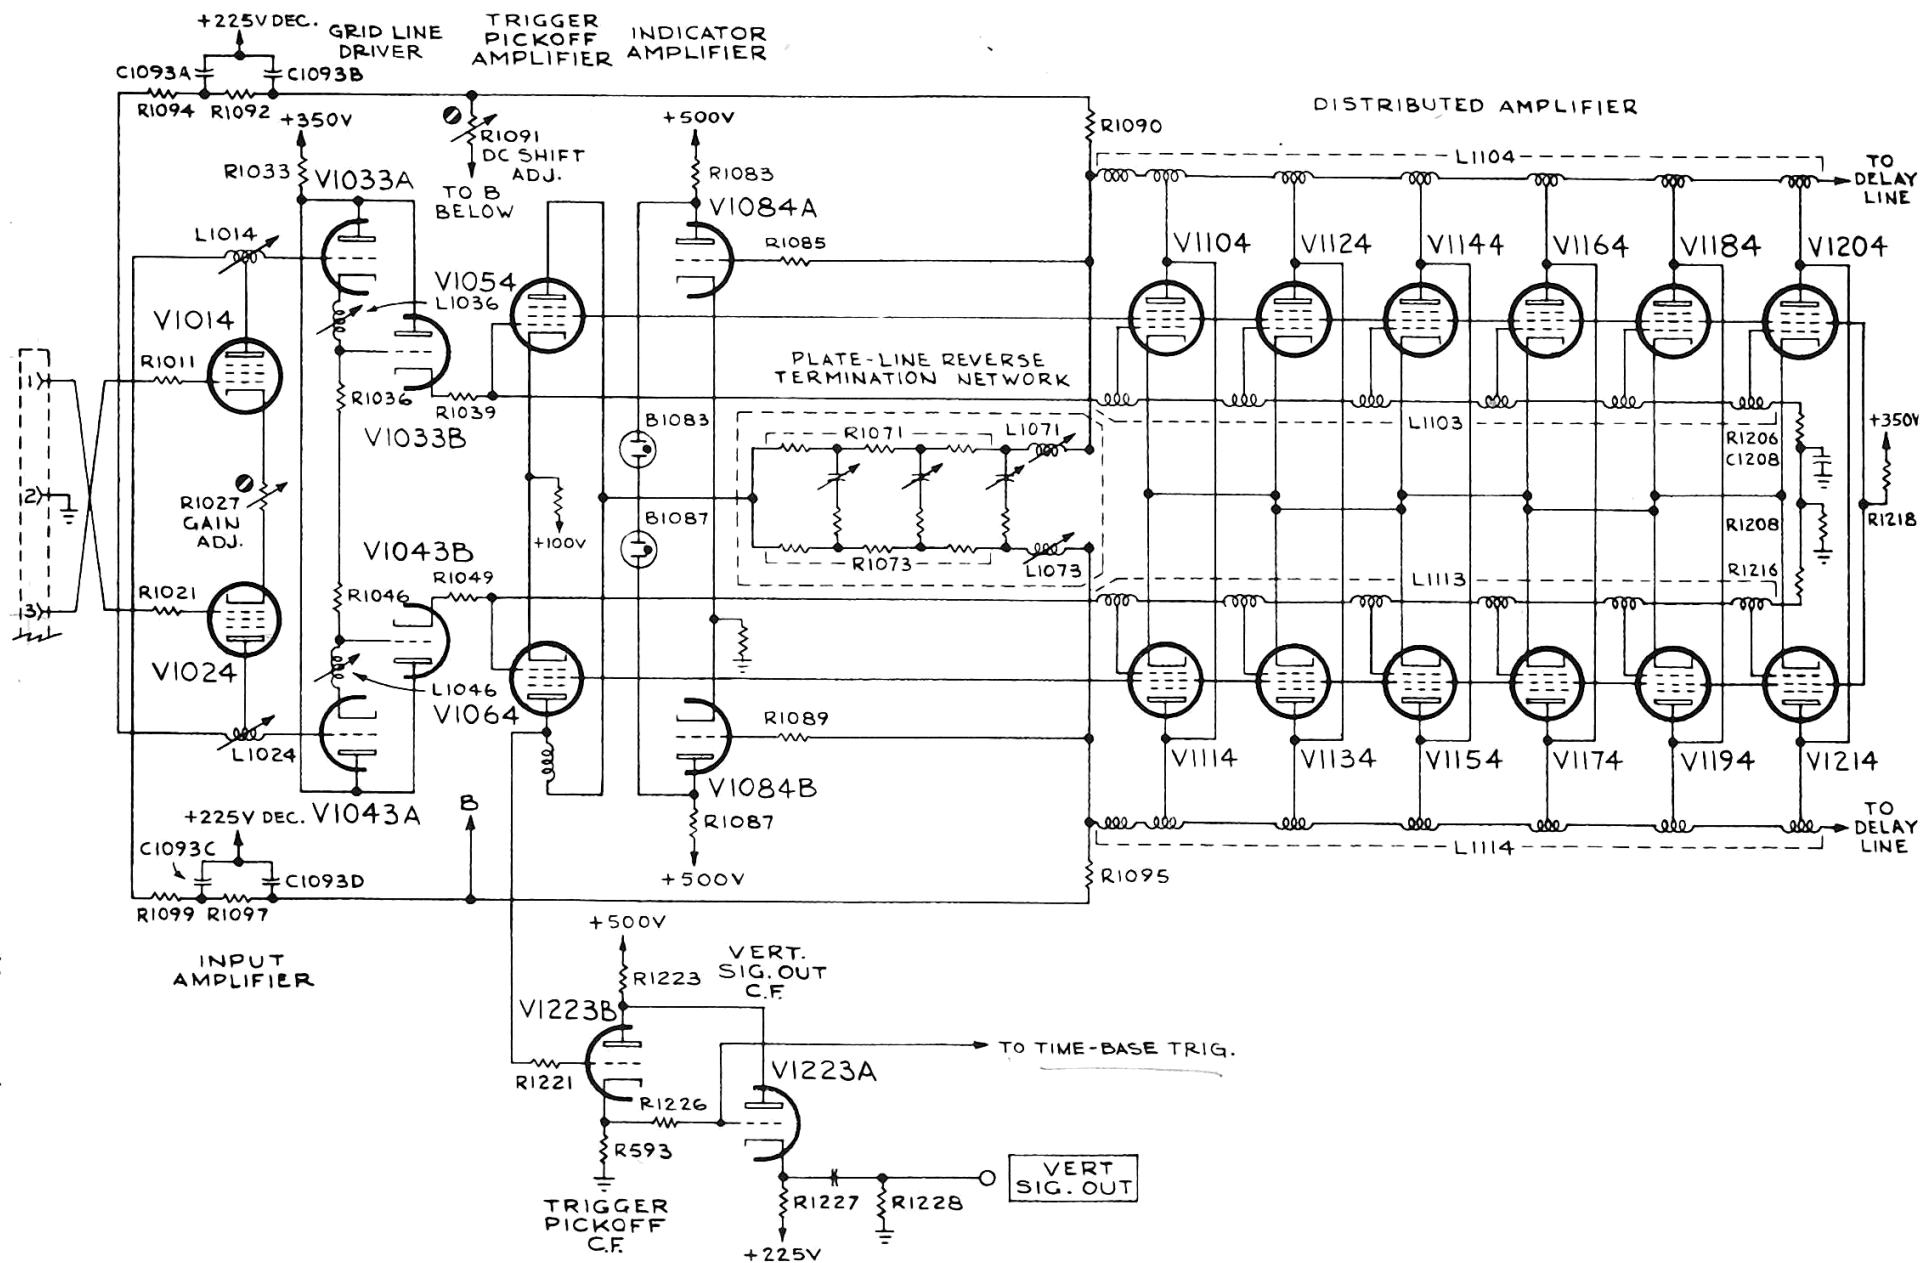 +225V DEC.
GRID LINE
DRIVER
TRIGGER
PICKOFF
AMPLIFIER
INDICATOR
AMPLIFIER
C1093A
C1093B
R1094
R1092
+350V
R1091
DC SHIFT
ADJ.
TO B
BELOW
+500V
R1090
DISTRIBUTED AMPLIFIER
L1104
TO
DELAY
LINE
R1033
V1033A
R1083
V1084A
R1085
L1014
V1054
L1036
V1104
V1124
V1144
V1164
V1184
V1204
V1014
R1011
1
PLATE-LINE REVERSE
TERMINATION NETWORK
R1036
R1039
V1033B
B1083
R1071
L1071
L1103
R1206
C1208
+350V
2
R1027
GAIN
ADJ.
B1087
+100V
R1208
R1218
V1043B
R1049
R1073
L1073
L1113
R1216
R1021
R1046
3
V1024
L1046
V1064
R1089
L1024
V1114
V1134
V1154
V1174
V1194
V1214
V1043A
V1084B
+225V DEC.
B
R1087
TO
DELAY
LINE
C1093C
C1093D
L1114
+500V
R1095
R1099
R1097
INPUT
AMPLIFIER
+500V
VERT.
SIG. OUT
C.F.
R1223
V1223B
TO TIME-BASE TRIG.
R1221
V1223A
R1226
R593
VERT
SIG. OUT
R1227
R1228
TRIGGER
PICKOFF
C.F.
+225V